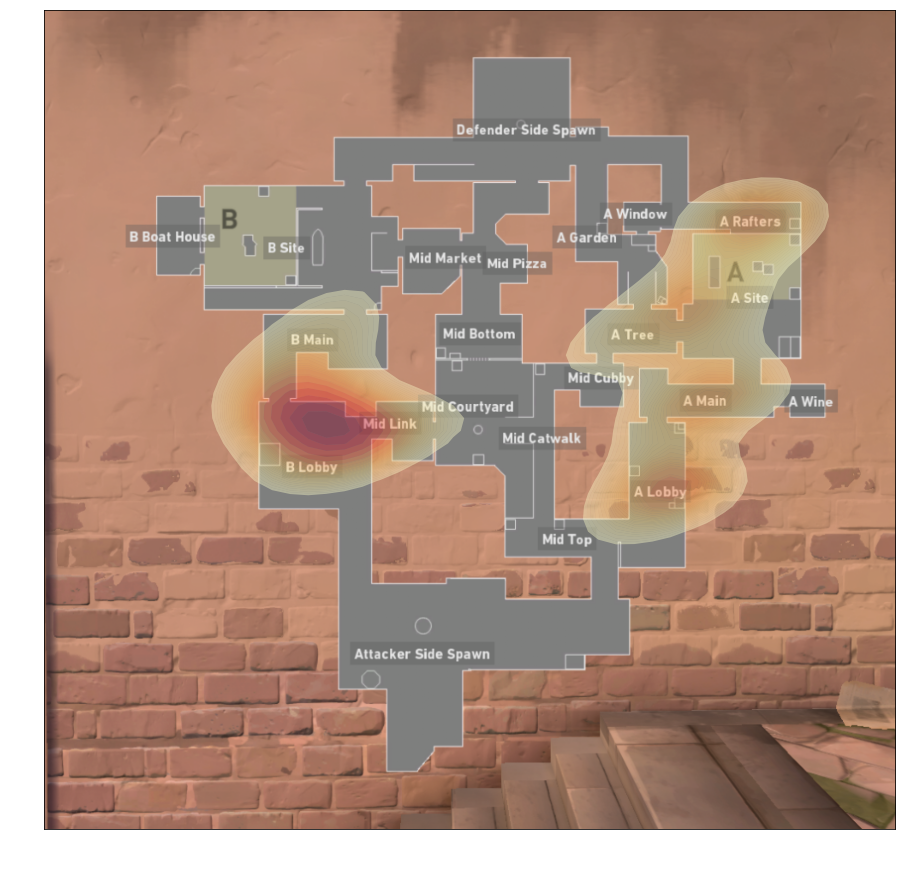 Defender Side Spawn
A Window
A Rafters
B
B Boat House
B Site
A Garden
Mid Market
Mid Pizza
A
A Site
B Main
Mid Bottom
A Tree
Mid Cubby
A Main
A Wine
Mid Courtyard
Mid Link
Mid Catwalk
B Lobby
A Lobby
Mid Top
Attacker Side Spawn